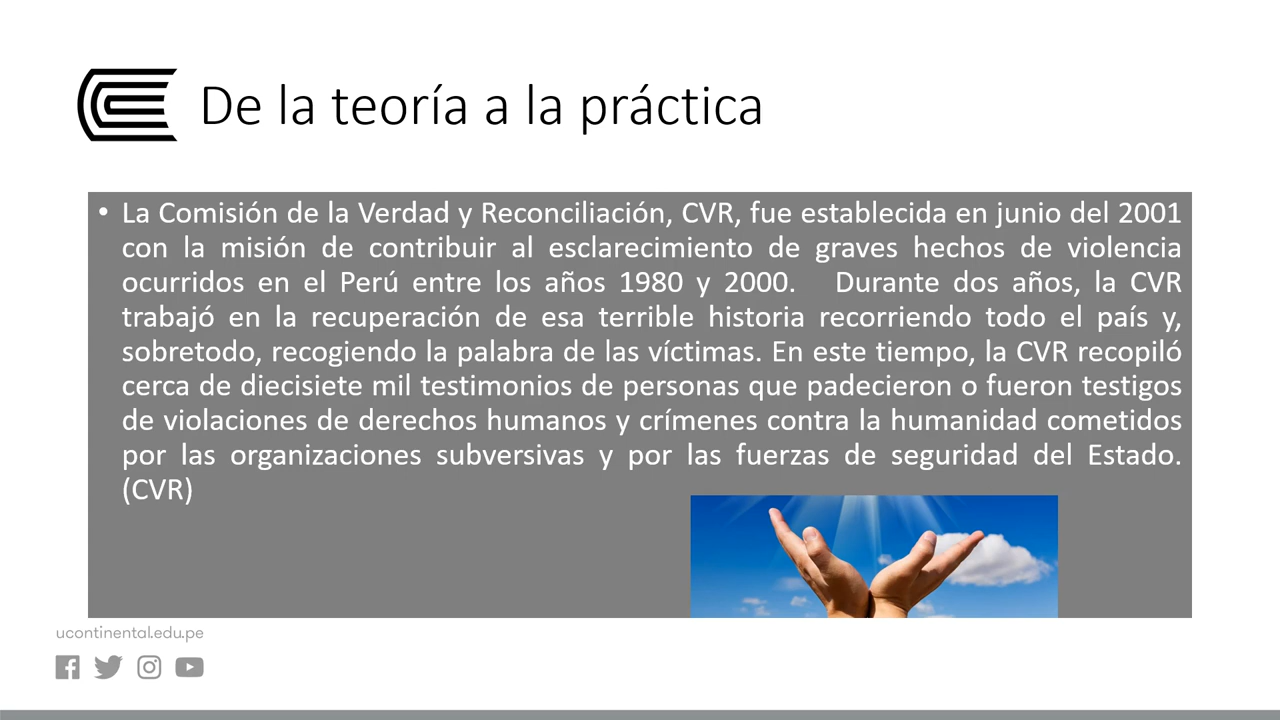 De la teoría a la práctica
• La Comisión de la Verdad y Reconciliación, CVR, fue establecida en junio del 2001
con la misión de contribuir al esclarecimiento de graves hechos de violencia
ocurridos en el Perú entre los años 1980 y 2000. Durante dos años, la CVR
trabajó en la recuperación de esa terrible historia recorriendo todo el país y,
sobretodo, recogiendo la palabra de las víctimas. En este tiempo, la CVR recopiló
cerca de diecisiete mil testimonios de personas que padecieron o fueron testigos
de violaciones de derechos humanos y crímenes contra la humanidad cometidos
por las organizaciones subversivas y por las fuerzas de seguridad del Estado.
(CVR)
ucontinental.edu.pe